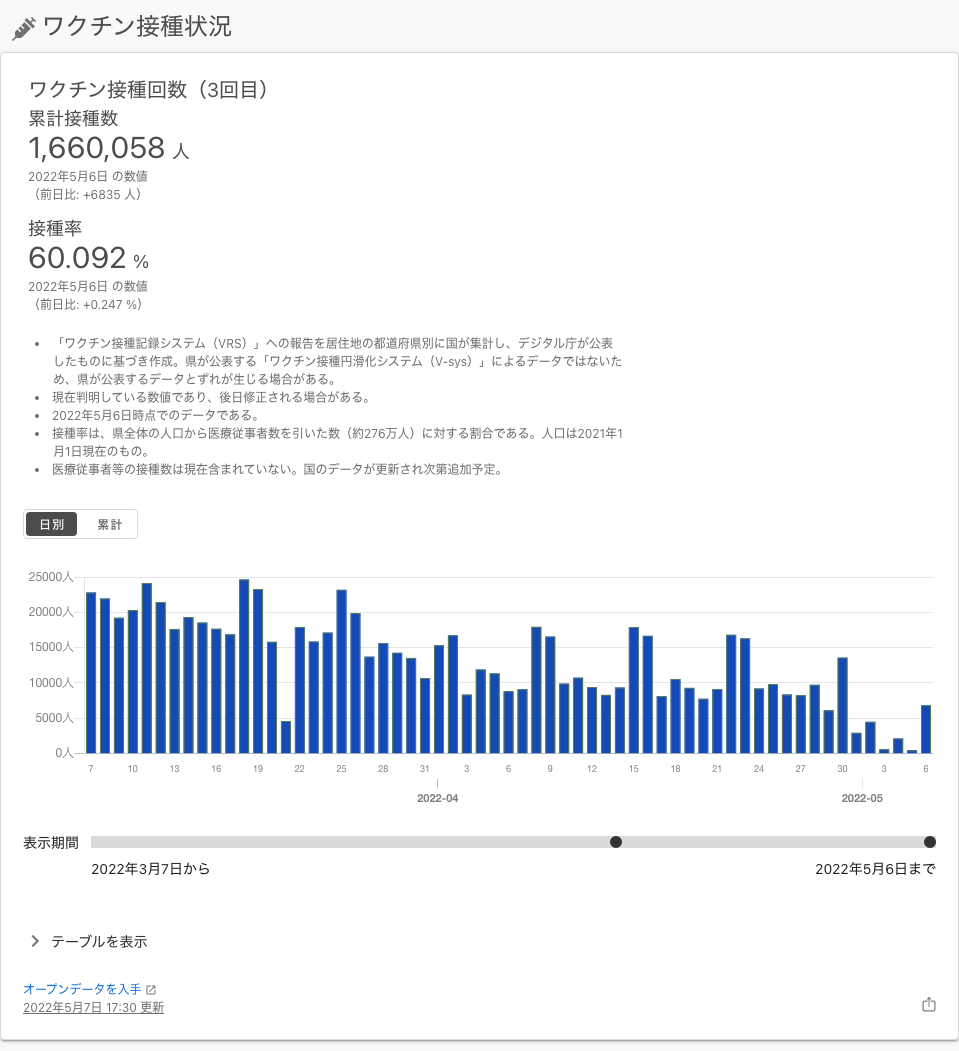 ワクチン接種状況
ワクチン接種回数（3回目）
累計接種数
1,660,058 人
2022年5月6日 の数値
（前日比: +6835 人）
接種率
60.092 %
2022年5月6日 の数値
（前日比: +0.247 %）
• 「ワクチン接種記録システム（VRS）」への報告を居住地の都道府県別に国が集計し、デジタル庁が公表
したものに基づき作成。県が公表する「ワクチン接種円滑化システム（V-sys）」によるデータではないた
め、県が公表するデータとずれが生じる場合がある。
• 現在判明している数値であり、後日修正される場合がある。
• 2022年5月6日時点でのデータである。
• 接種率は、県全体の人口から医療従事者数を引いた数（約276万人）に対する割合である。人口は2021年1
月1日現在のもの。
• 医療従事者等の接種数は現在含まれていない。国のデータが更新され次第追加予定。
日別 累計
25000人
20000人
15000人
10000人
5000人
0人
7 10 13 16 19 22 25 28 31 3 6 9 12 15 18 21 24 27 30 3 6
2022-04 2022-05
表示期間
2022年3月7日から 2022年5月6日まで
テーブルを表示
オープンデータを入手
2022年5月7日 17:30 更新